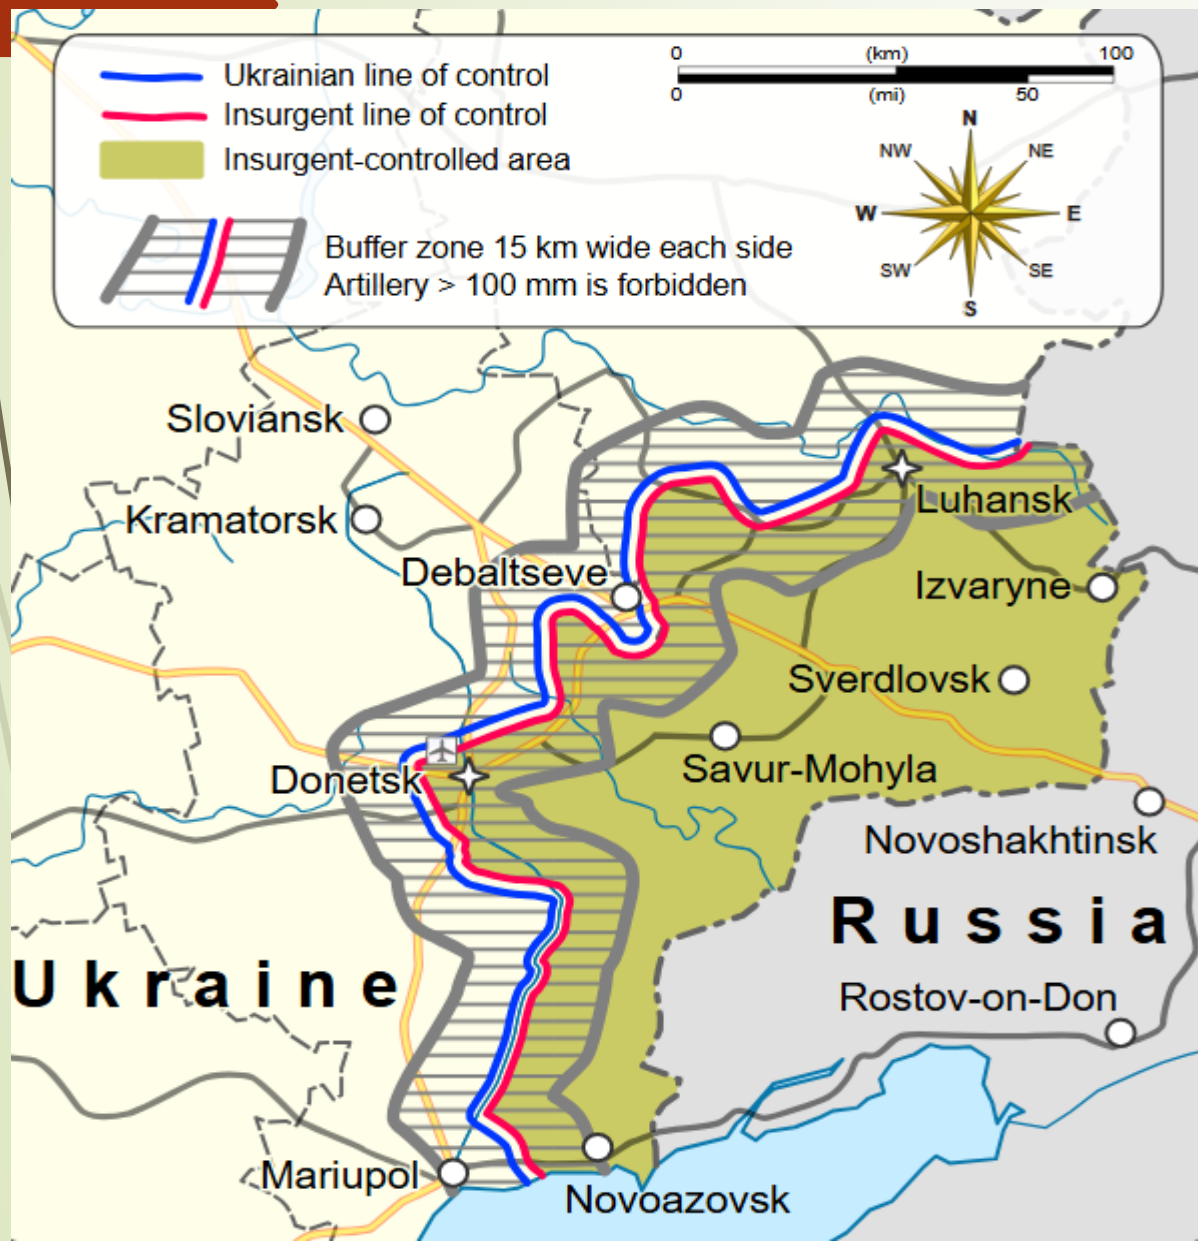 Ukrainian line of control
Insurgent line of control
Insurgent-controlled area
Buffer zone 15 km wide each side
Artillery > 100 mm is forbidden
0 (km) 100
0 (mi) 50
N
NW NE
W E
SW SE
S
Sloviansk
Kramatorsk
Luhansk
Debaltseve
Izvaryne
Sverdlovsk
Savur-Mohyla
Donetsk
Novoshakhtinsk
Russia
Ukraine
Rostov-on-Don
Mariupol
Novoazovsk